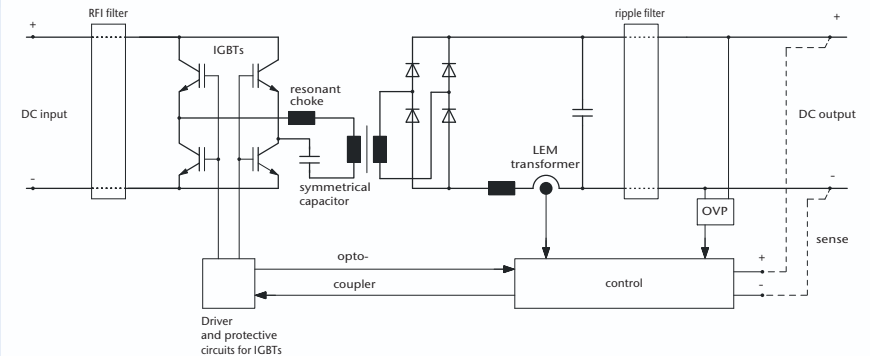 RFI filter
ripple filter
+
+
IGBTs
resonant
choke
DC input
DC output
LEM
transformer
symmetrical
capacitor
-
-
OVP
sense
opto-
+
control
coupler
-
Driver
and protective
circuits for IGBTs